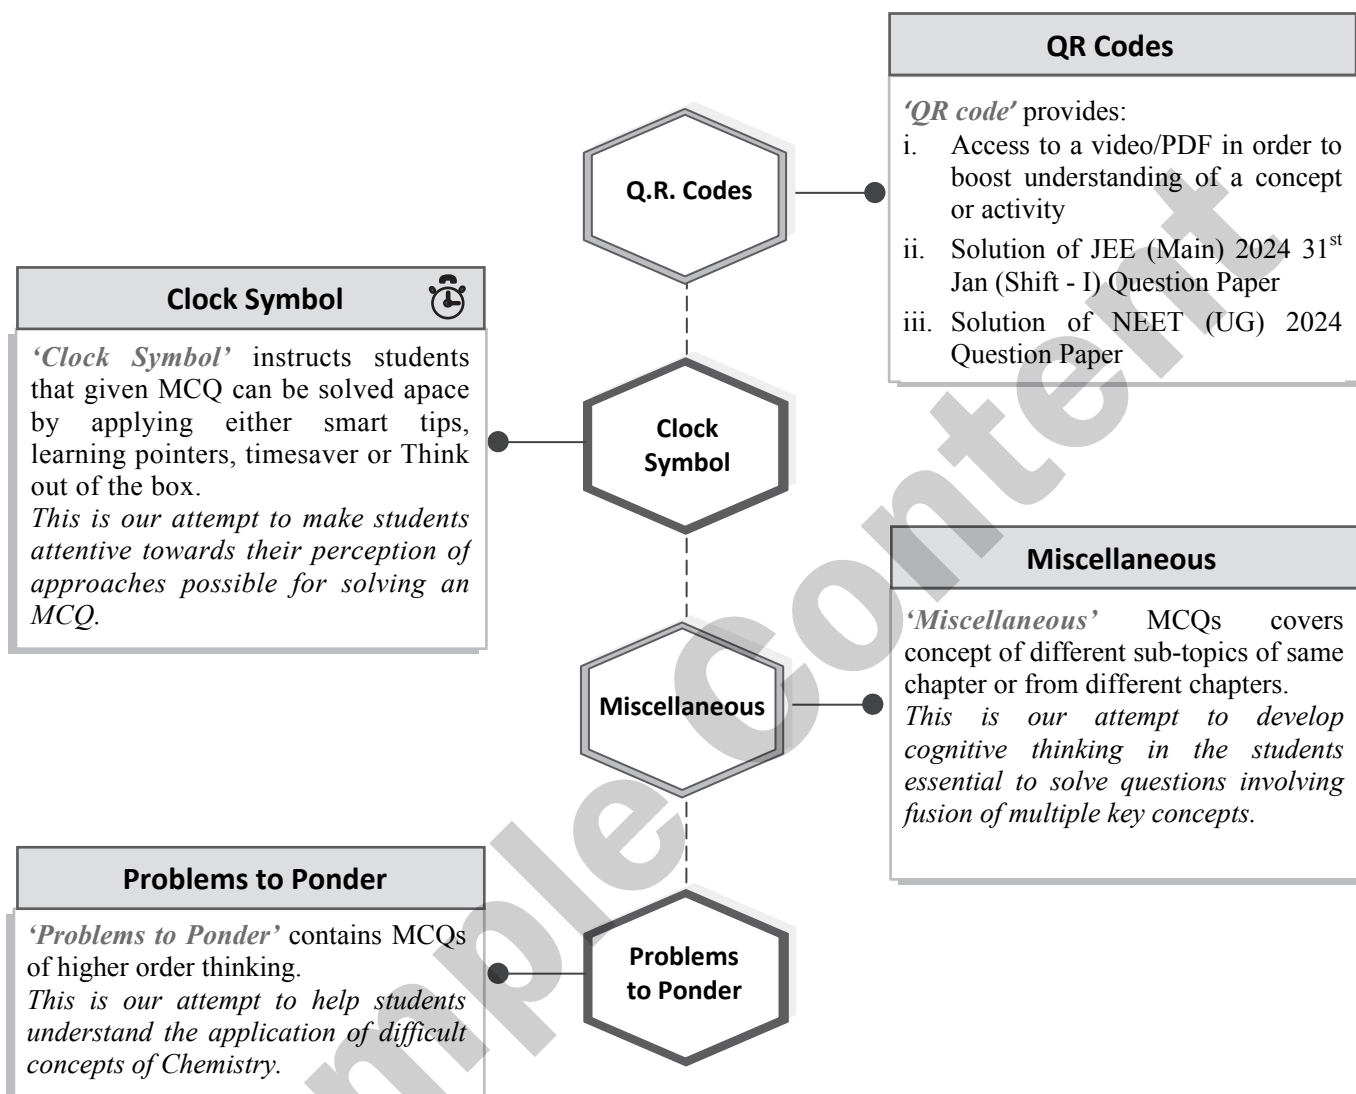 QR Codes
‘QR code’ provides:
i. Access to a video/PDF in order to
boost understanding of a concept
or activity
ii. Solution of JEE (Main) 2024 31st
Jan (Shift - I) Question Paper
iii. Solution of NEET (UG) 2024
Question Paper
Q.R. Codes
Clock Symbol
‘Clock Symbol’ instructs students
that given MCQ can be solved apace
by applying either smart tips,
learning pointers, timesaver or Think
out of the box.
This is our attempt to make students
attentive towards their perception of
approaches possible for solving an
MCQ.
Clock
Symbol
Miscellaneous
‘Miscellaneous’ MCQs covers
concept of different sub-topics of same
chapter or from different chapters.
This is our attempt to develop
cognitive thinking in the students
essential to solve questions involving
fusion of multiple key concepts.
Miscellaneous
Problems to Ponder
‘Problems to Ponder’ contains MCQs
of higher order thinking.
This is our attempt to help students
understand the application of difficult
concepts of Chemistry.
Problems
to Ponder
mple Content